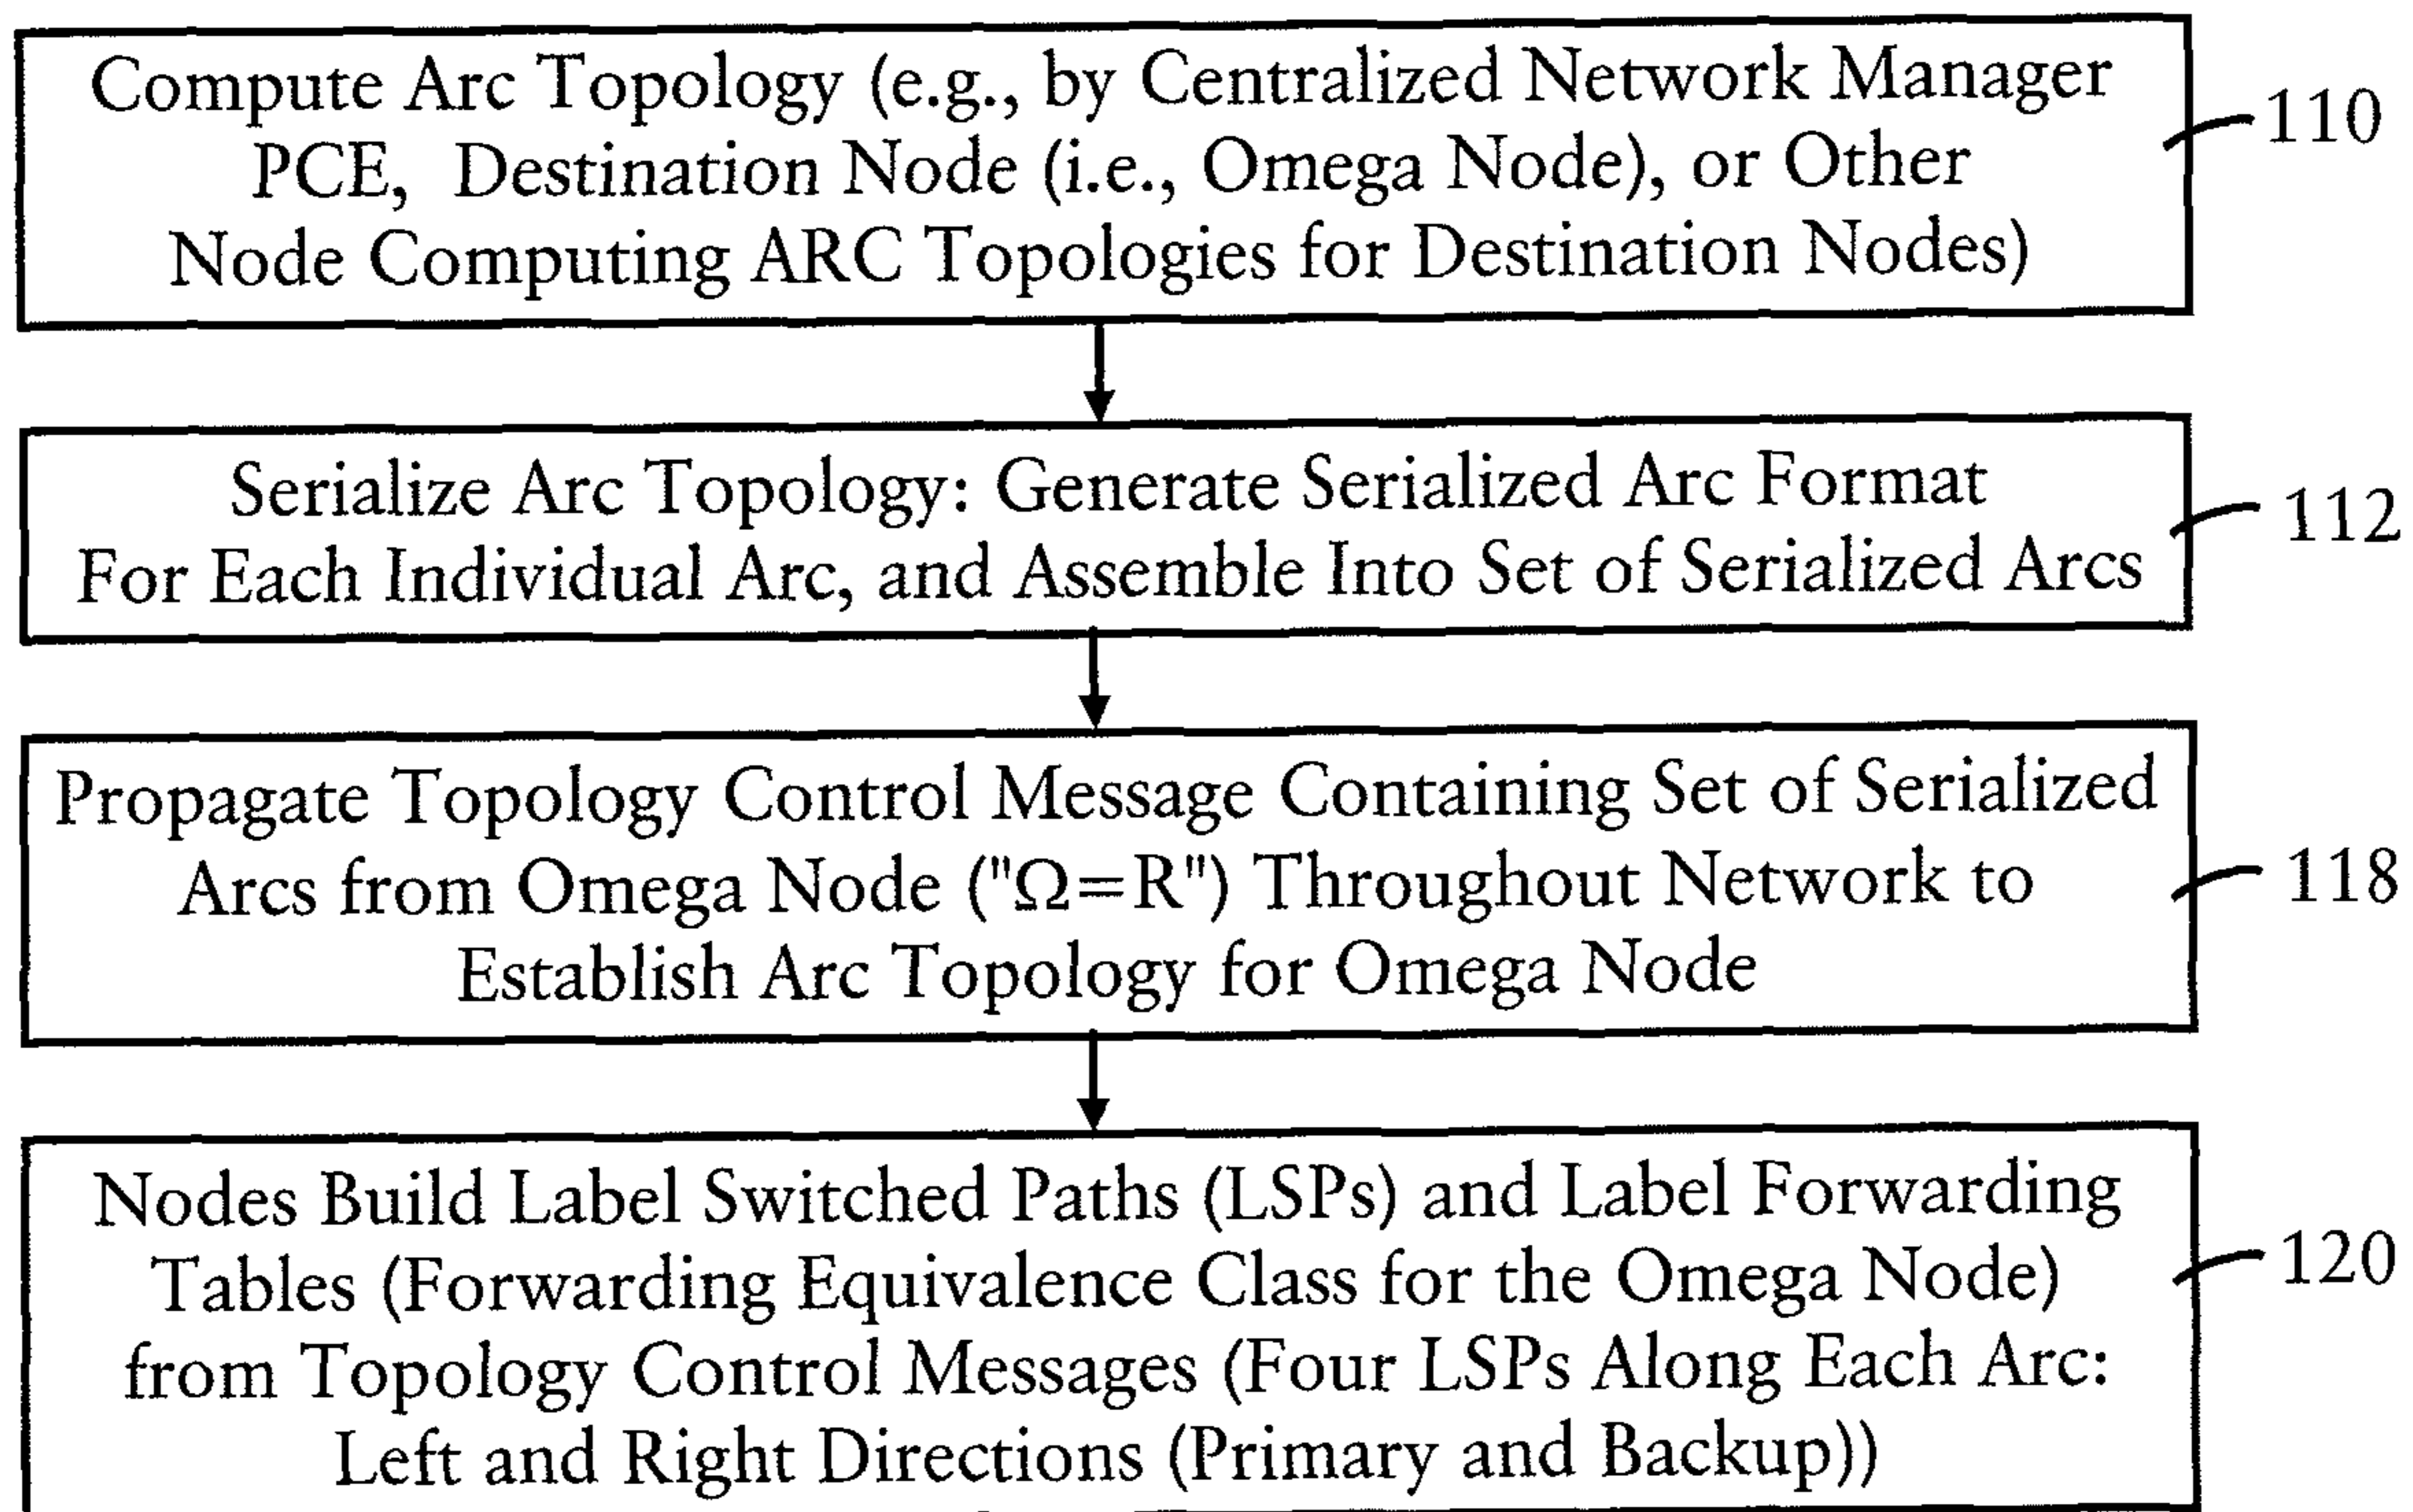 Compute Arc Topology (e.g., by Centralized Network Manager
PCE, Destination Node (i.e., Omega Node), or Other
Node Computing ARC Topologies for Destination Nodes)
110
Serialize Arc Topology: Generate Serialized Arc Format
For Each Individual Arc, and Assemble Into Set of Serialized Arcs
112
Propagate Topology Control Message Containing Set of Serialized
Arcs from Omega Node ("Ω=R") Throughout Network to
Establish Arc Topology for Omega Node
118
Nodes Build Label Switched Paths (LSPs) and Label Forwarding
Tables (Forwarding Equivalence Class for the Omega Node)
from Topology Control Messages (Four LSPs Along Each Arc:
Left and Right Directions (Primary and Backup))
120